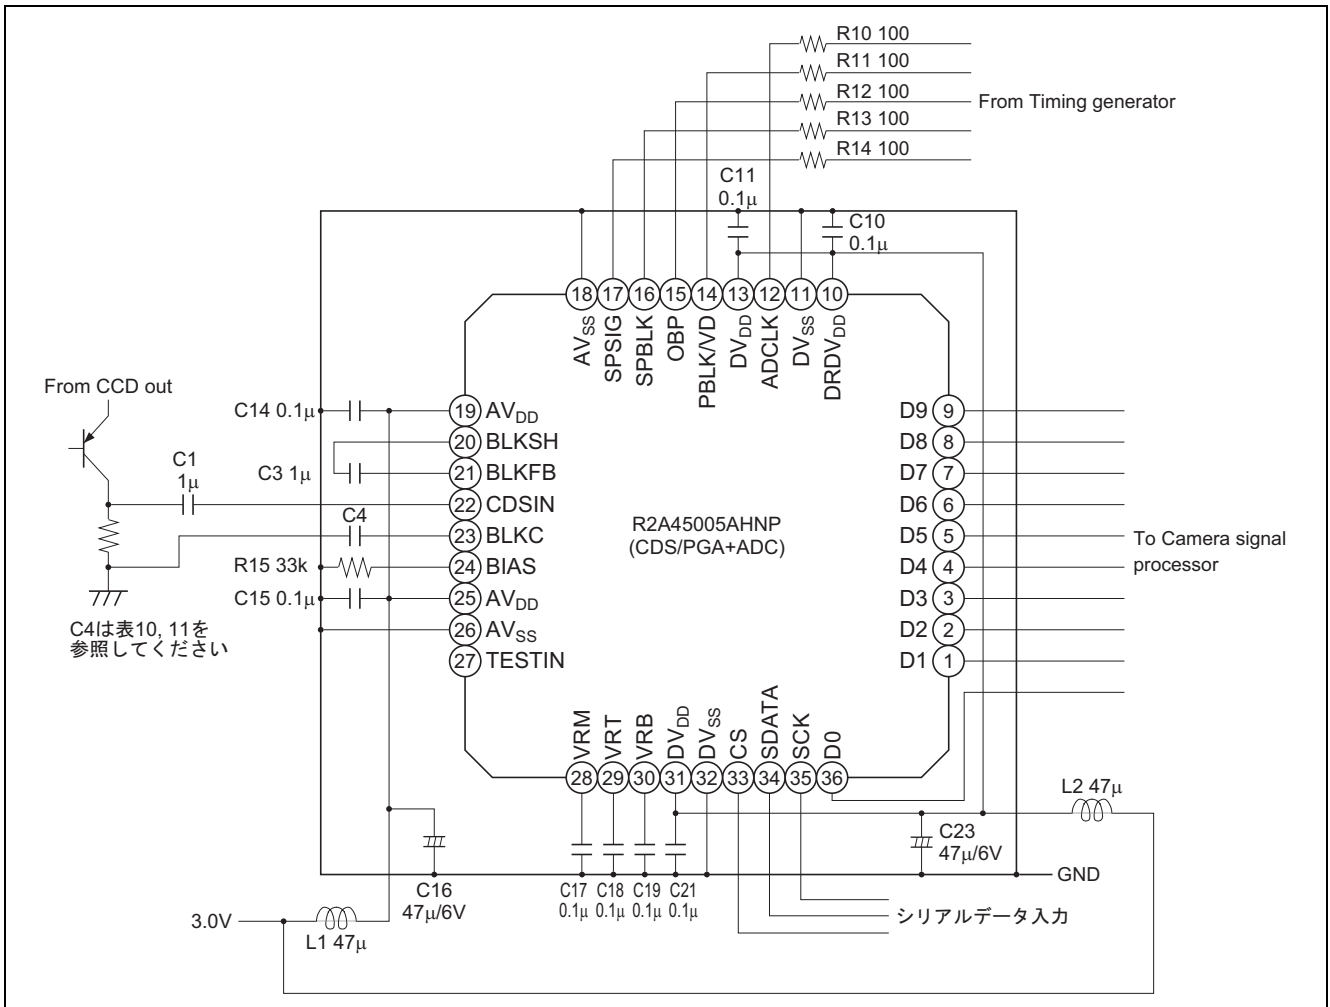 R10 100
R11 100
R12 100
From Timing generator
R13 100
R14 100
C11
0.1μ
C10
0.1μ
18 17 16 15 14 13 12 11 10
AVSS
SPSIG
SPBLK
OBP
PBLK/VD
DVDD
ADCLK
DVSS
DRDVDD
From CCD out
C1
1μ
C14 0.1μ
C3 1μ
C4
R15 33k
C15 0.1μ
C4は表10, 11を
参照してください
19 AVDD
20 BLKSH
21 BLKFB
22 CDSIN
23 BLKC
24 BIAS
25 AVDD
26 AVSS
27 TESTIN
R2A45005AHNP
(CDS/PGA+ADC)
D9 9
D8 8
D7 7
D6 6
D5 5
D4 4
D3 3
D2 2
D1 1
To Camera signal
processor
VRM
VRT
VRB
DVDD
DVSS
CS
SDATA
SCK
D0
28 29 30 31 32 33 34 35 36
L2 47μ
C23
47μ/6V
GND
C16
47μ/6V
C17
0.1μ
C18
0.1μ
C19
0.1μ
C21
0.1μ
シリアルデータ入力
3.0V
L1 47μ